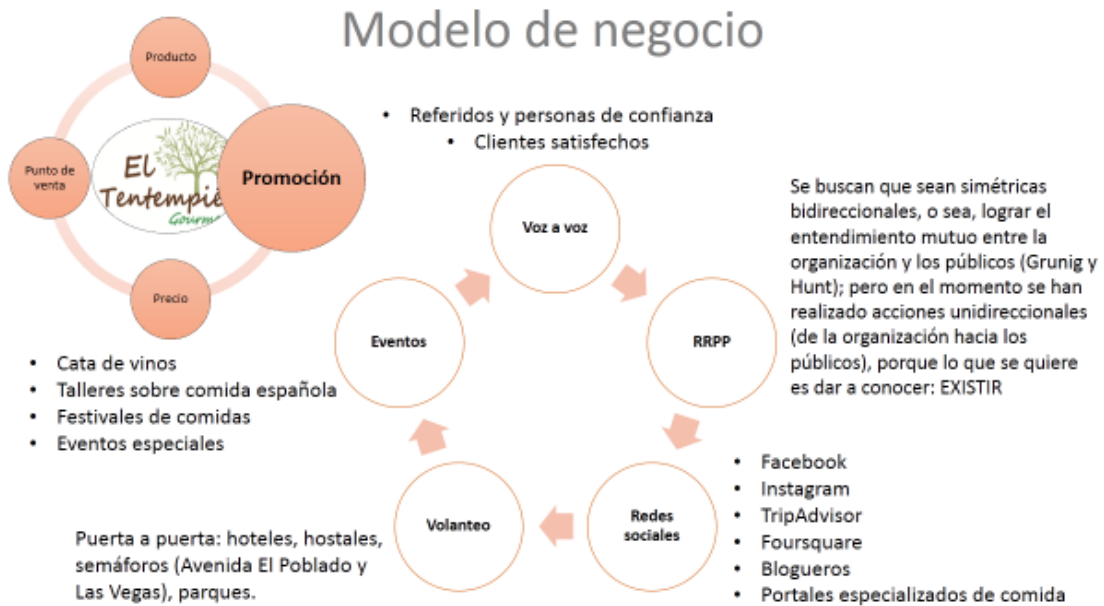 Modelo de negocio
Producto
Punto de
venta
El
Tentempié
Promoción
Precio
• Referidos y personas de confianza
• Clientes satisfechos
Voz a voz
RRPP
Redes
sociales
Volanteo
Eventos
Se buscan que sean simétricas
bidireccionales, o sea, lograr el
entendimiento mutuo entre la
organización y los públicos (Grunig y
Hunt); pero en el momento se han
realizado acciones unidireccionales
(de la organización hacia los
públicos), porque lo que se quiere
es dar a conocer: EXISTIR
• Cata de vinos
• Talleres sobre comida española
• Festivales de comidas
• Eventos especiales
Puerta a puerta: hoteles, hostales,
semáforos (Avenida El Poblado y
Las Vegas), parques.
• Facebook
• Instagram
• TripAdvisor
• Foursquare
• Blogueros
• Portales especializados de comida